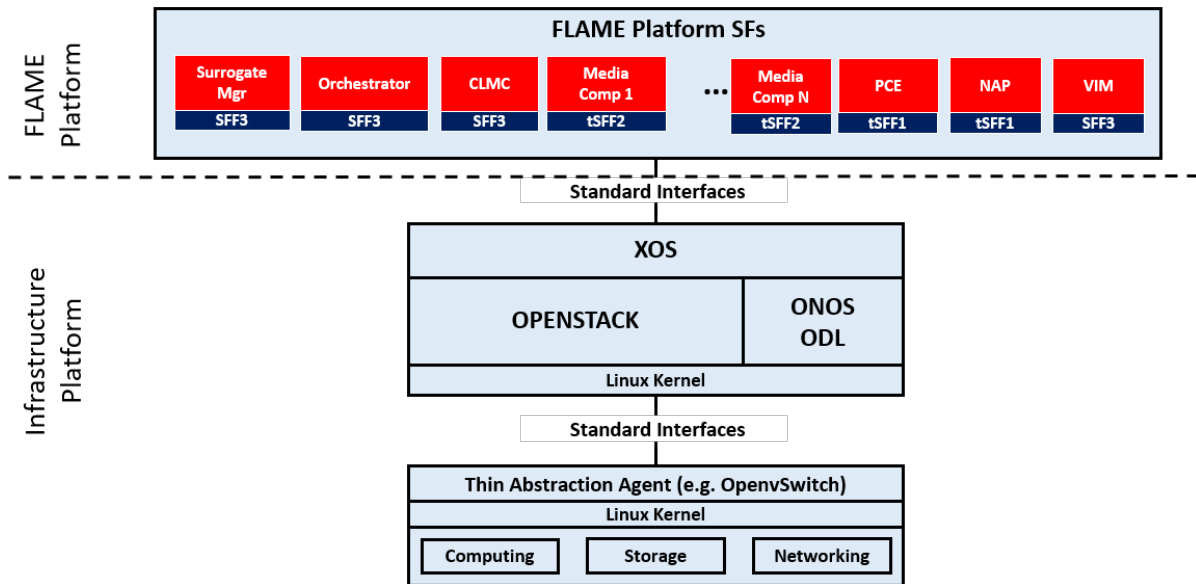 FLAME
Platform
FLAME Platform SFs
Surrogate
Mgr
SFF3
Orchestrator
SFF3
CLMC
SFF3
Media
Comp 1
tSFF2
...
Media
Comp N
tSFF2
PCE
tSFF1
NAP
tSFF1
VIM
SFF3
Standard Interfaces
Infrastructure
Platform
XOS
OPENSTACK
ONOS
ODL
Linux Kernel
Standard Interfaces
Thin Abstraction Agent (e.g. OpenvSwitch)
Linux Kernel
Computing
Storage
Networking